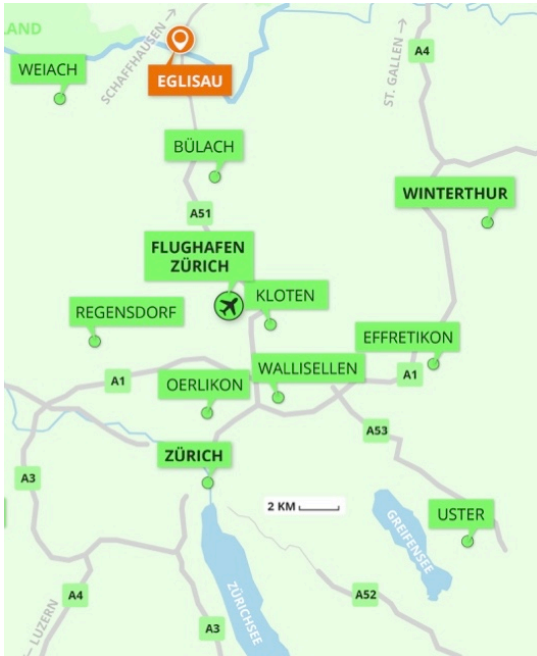 LAND
SCHAFFHAUSEN
EGLISAU
WEIACH
A4
ST. GALLEN
BÜLACH
WINTERTHUR
A51
FLUGHAFEN
ZÜRICH
KLOTEN
REGENSDORF
EFFRETIKON
WALLISELLEN
A1
OERLIKON
A1
A53
ZÜRICH
A3
2 KM
USTER
GREIFENSEE
ZÜRICHSEE
A4
A52
LUZERN
A3